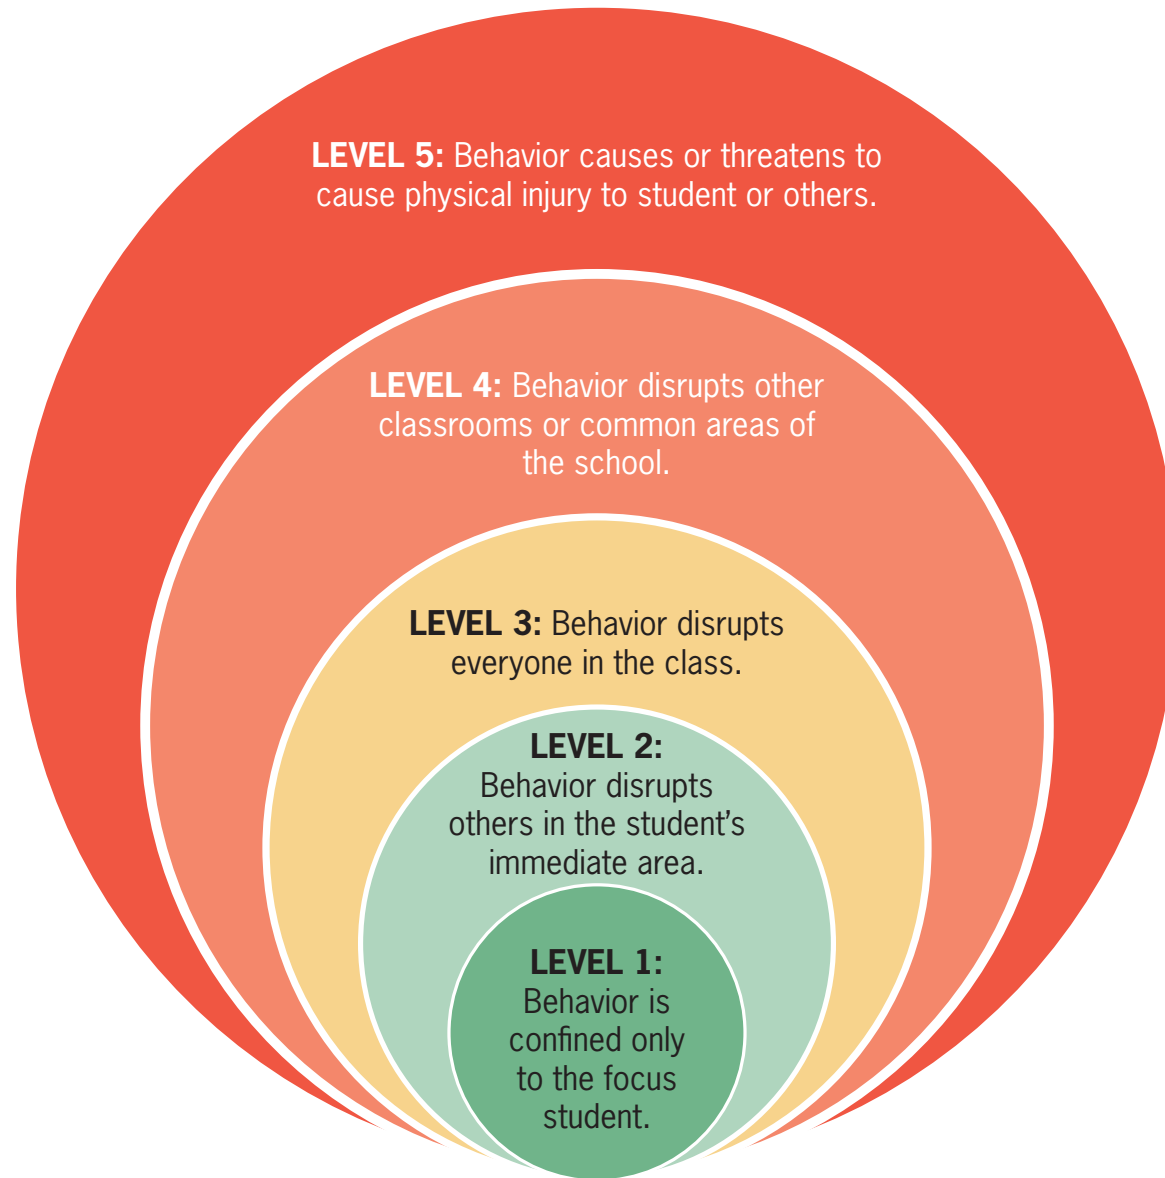 LEVEL 5: Behavior causes or threatens to
cause physical injury to student or others.
LEVEL 4: Behavior disrupts other
classrooms or common areas of
the school.
LEVEL 3: Behavior disrupts
everyone in the class.
LEVEL 2:
Behavior disrupts
others in the student’s
immediate area.
LEVEL 1:
Behavior is
confined only
to the focus
student.